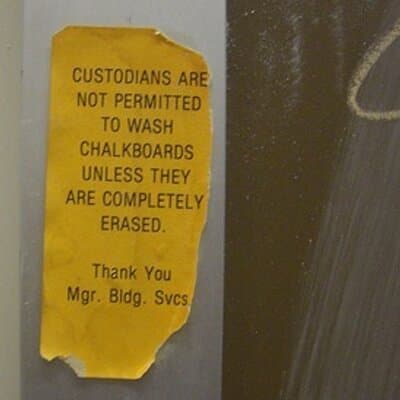 CUSTODIANS ARE
NOT PERMITTED
TO WASH
CHALKBOARDS
UNLESS THEY
ARE COMPLETELY
ERASED.
Thank You
Mgr. Bldg. Svcs.